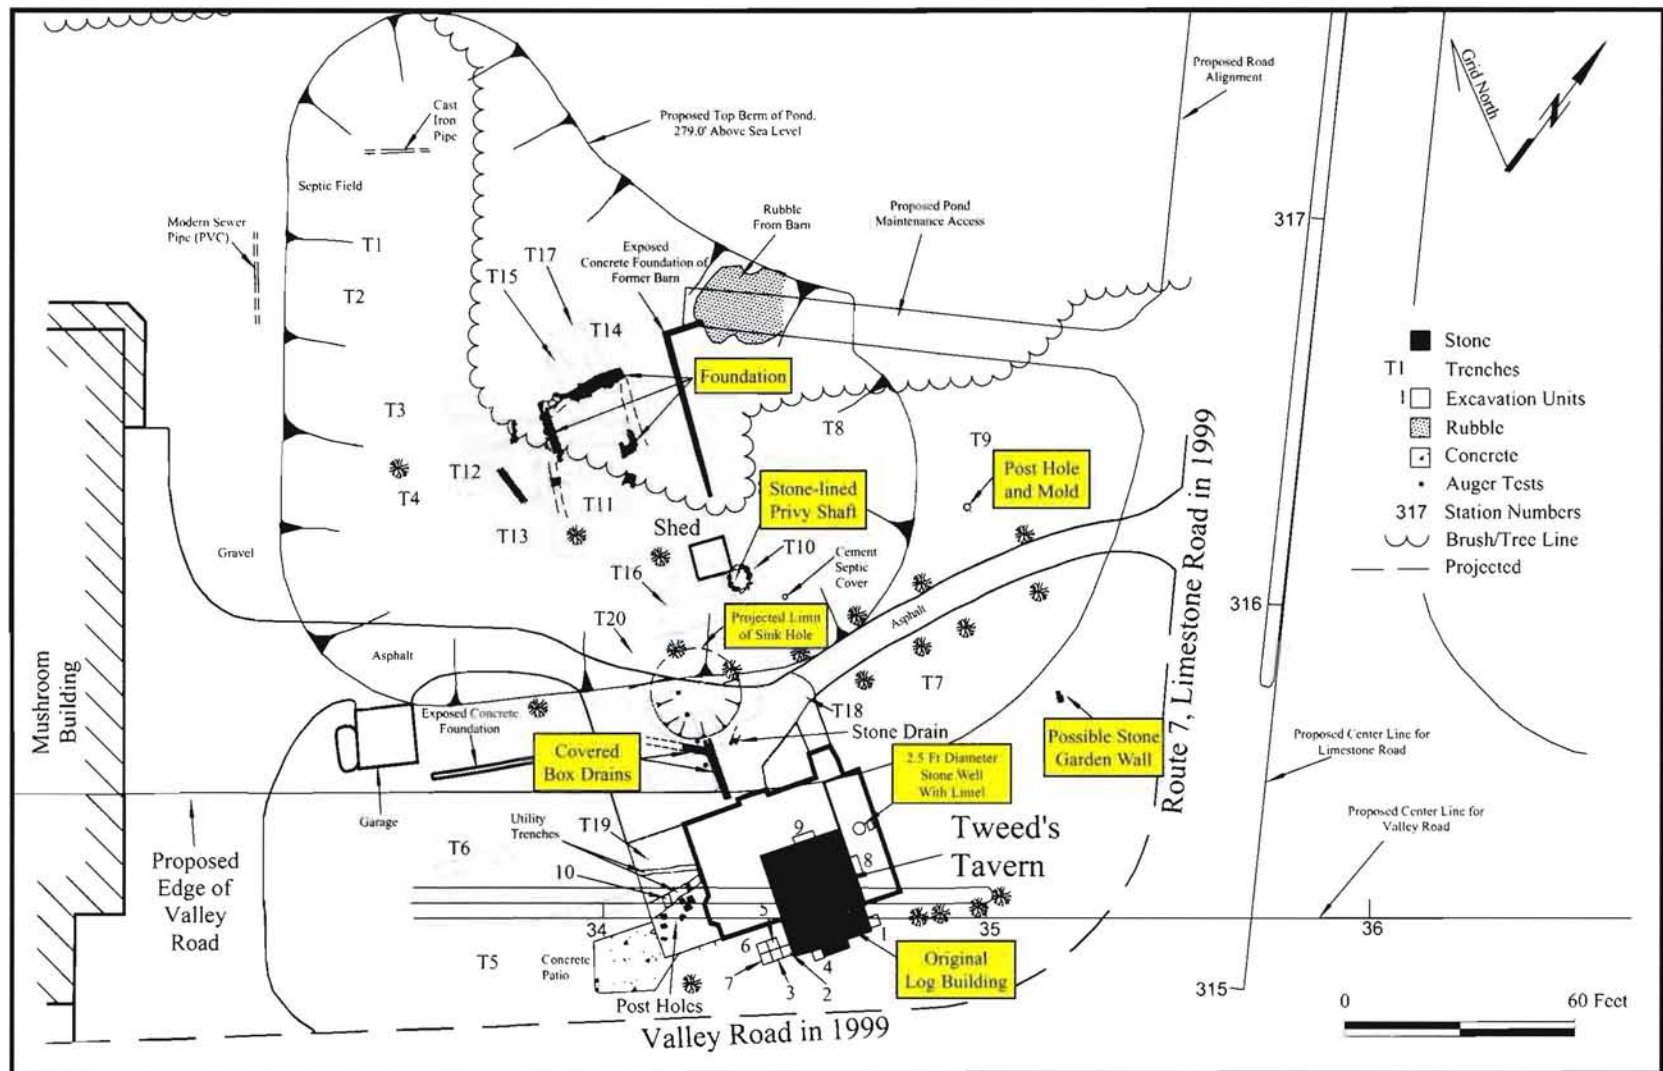 Cast
Iron
Pipe
Septic Field
Modern Sewer
Pipe (PVC)
Proposed Top Berm of Pond.
279.0' Above Sea Level
Proposed Road
Alignment
Grid North
N
Rubble
From Barn
Proposed Pond
Maintenance Access
Exposed
Concrete Foundation of
Former Barn
317
T1
T2
T17
T15
T14
Foundation
T3
T12
T4
T11
T13
T8
T9
Post Hole
and Mold
Stone-lined
Privy Shaft
Shed
T10
Cement
Septic
Cover
T16
T20
Projected Limit
of Sink Hole
Gravel
Asphalt
Asphalt
Stone
T1 Trenches
1 Excavation Units
Rubble
Concrete
Auger Tests
317 Station Numbers
Brush/Tree Line
Projected
316
Route 7, Limestone Road in 1999
Mushroom
Building
Exposed Concrete
Foundation
Covered
Box Drains
Stone Drain
T18
T7
Possible Stone
Garden Wall
2.5 Ft Diameter
Stone Well
With Lintel
Proposed Center Line for
Limestone Road
Proposed Center Line for
Valley Road
Garage
Utility
Trenches
T19
T6
10
9
8
Tweed's
Tavern
Proposed
Edge of
Valley
Road
34
35
36
5
6
7
3
2
4
1
T5
Concrete
Patio
Post Holes
Original
Log Building
315
0 60 Feet
Valley Road in 1999